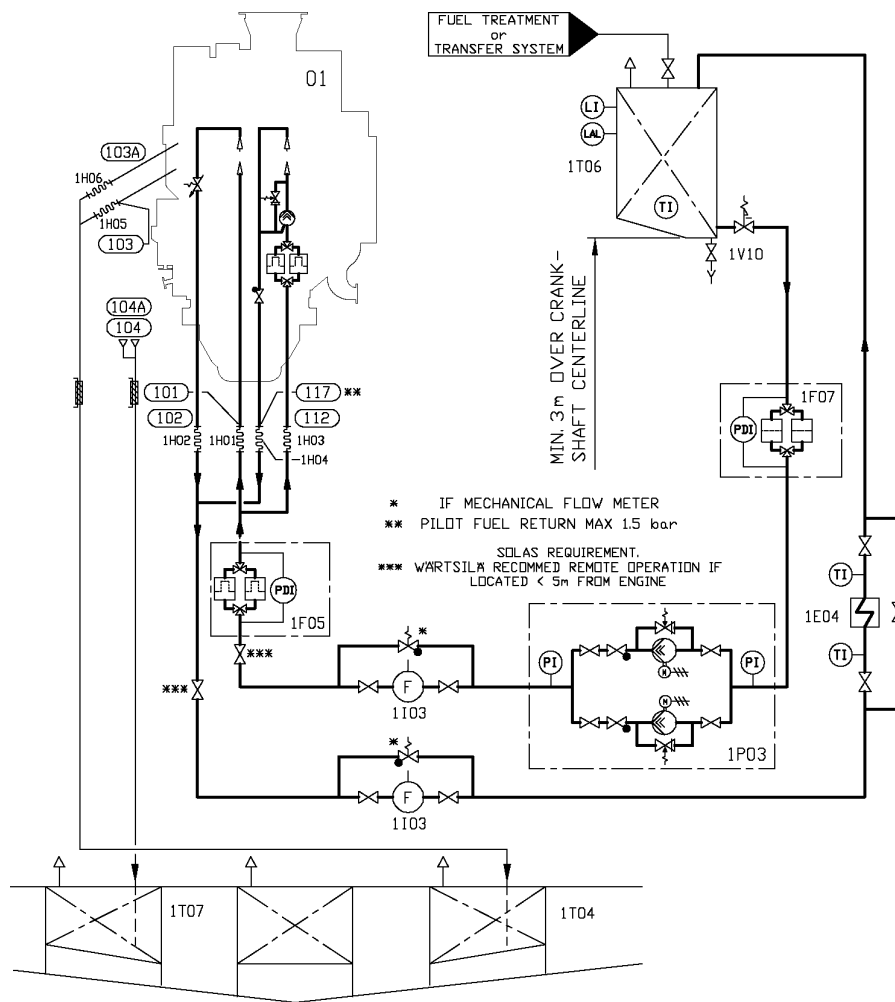 FUEL TREATMENT
or
TRANSFER SYSTEM
01
103A
1H06
1H05
103
LI
LAL
1T06
TI
1V10
104A
104
MIN. 3m OVER CRANK-
SHAFT CENTERLINE
101
117 **
102
112
1H02
1H01
1H03
1H04
1F07
PDI
* IF MECHANICAL FLOW METER
** PILOT FUEL RETURN MAX 1.5 bar
SOLAS REQUIREMENT.
*** WÄRTSILÄ RECOMMED REMOTE OPERATION IF
LOCATED < 5m FROM ENGINE
PDI
1F05
TI
1E04
TI
***
***
*
F
1I03
PI
M
PI
M
1P03
*
F
1I03
1T07
1T04